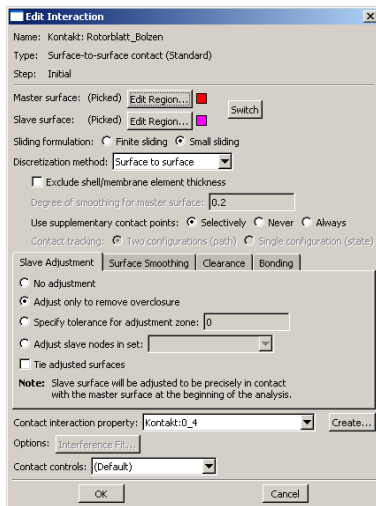 Edit Interaction
Name: Kontakt: Rotorblatt_Bolzen
Type: Surface-to-surface contact (Standard)
Step: Initial
Master surface: (Picked) Edit Region...
Switch
Slave surface: (Picked) Edit Region...
Sliding formulation: Finite sliding Small sliding
Discretization method: Surface to surface
Exclude shell/membrane element thickness
Degree of smoothing for master surface: 0.2
Use supplementary contact points: Selectively Never Always
Contact tracking: Two configurations (path) Single configuration (state)
Slave Adjustment Surface Smoothing Clearance Bonding
No adjustment
Adjust only to remove overclosure
Specify tolerance for adjustment zone: 0
Adjust slave nodes in set:
Tie adjusted surfaces
Note: Slave surface will be adjusted to be precisely in contact
with the master surface at the beginning of the analysis.
Contact interaction property: Kontakt:0_4 Create...
Options: Interference Fit...
Contact controls: (Default)
OK Cancel